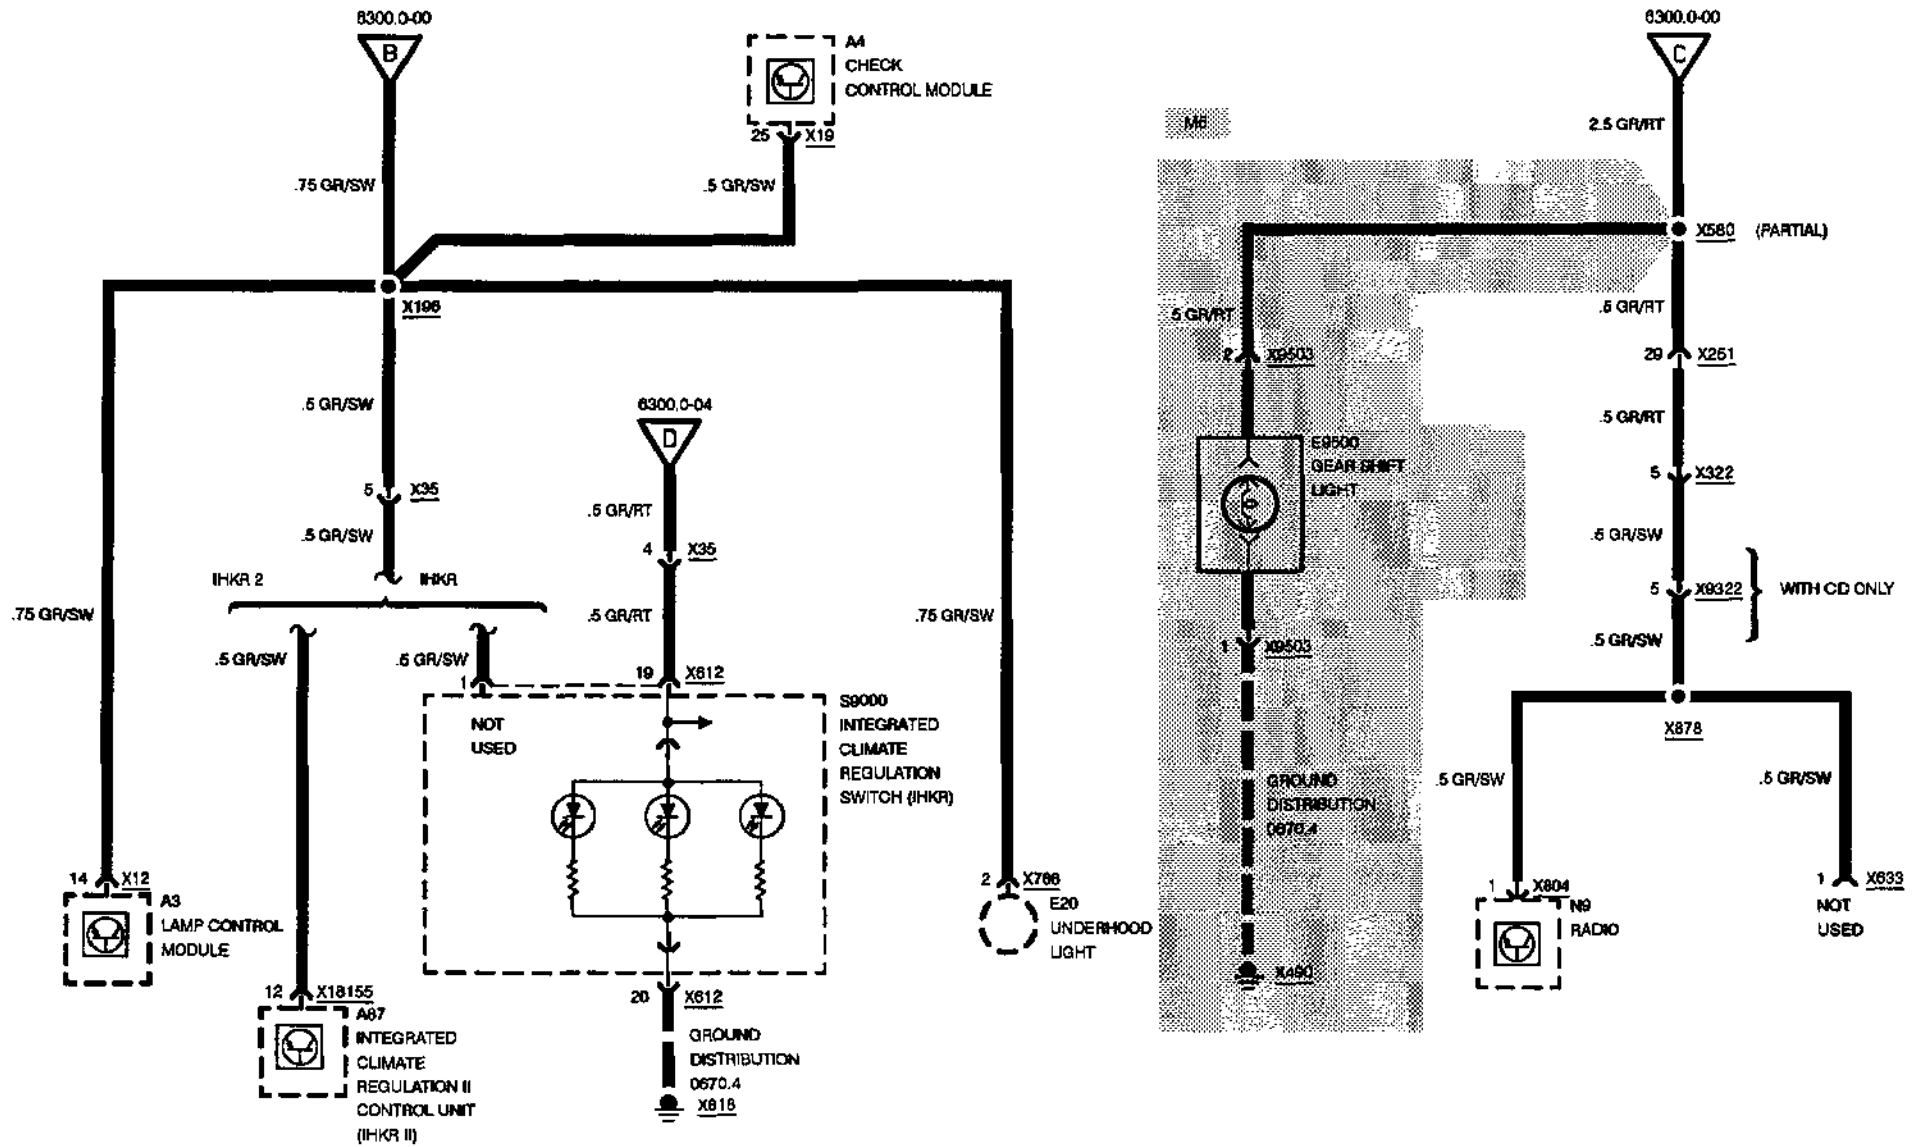 6300.0-00
B
.75 GR/SW
A4
CHECK
CONTROL MODULE
25 X19
.5 GR/SW
X196
.5 GR/SW
5 X35
.5 GR/SW
IHKR 2
IHKR
.75 GR/SW
.5 GR/SW
.5 GR/SW
1
6300.0-04
D
.5 GR/RT
4 X35
.5 GR/RT
19 X612
.75 GR/SW
NOT
USED
S9000
INTEGRATED
CLIMATE
REGULATION
SWITCH (IHKR)
14 X12
A3
LAMP CONTROL
MODULE
12 X18155
A87
INTEGRATED
CLIMATE
REGULATION II
CONTROL UNIT
(IHKR II)
20 X612
GROUND
DISTRIBUTION
0670.4
X818
2 X766
E20
UNDERHOOD
LIGHT
M6
6300.0-00
C
2.5 GR/RT
X580 (PARTIAL)
.5 GR/RT
2 X9503
E9500
GEAR SHIFT
LIGHT
1 X9503
GROUND
DISTRIBUTION
0670.4
X490
.5 GR/RT
29 X251
.5 GR/RT
5 X322
.5 GR/SW
5 X9322
WITH CD ONLY
.5 GR/SW
X878
.5 GR/SW
.5 GR/SW
1 X804
N9
RADIO
1 X633
NOT
USED